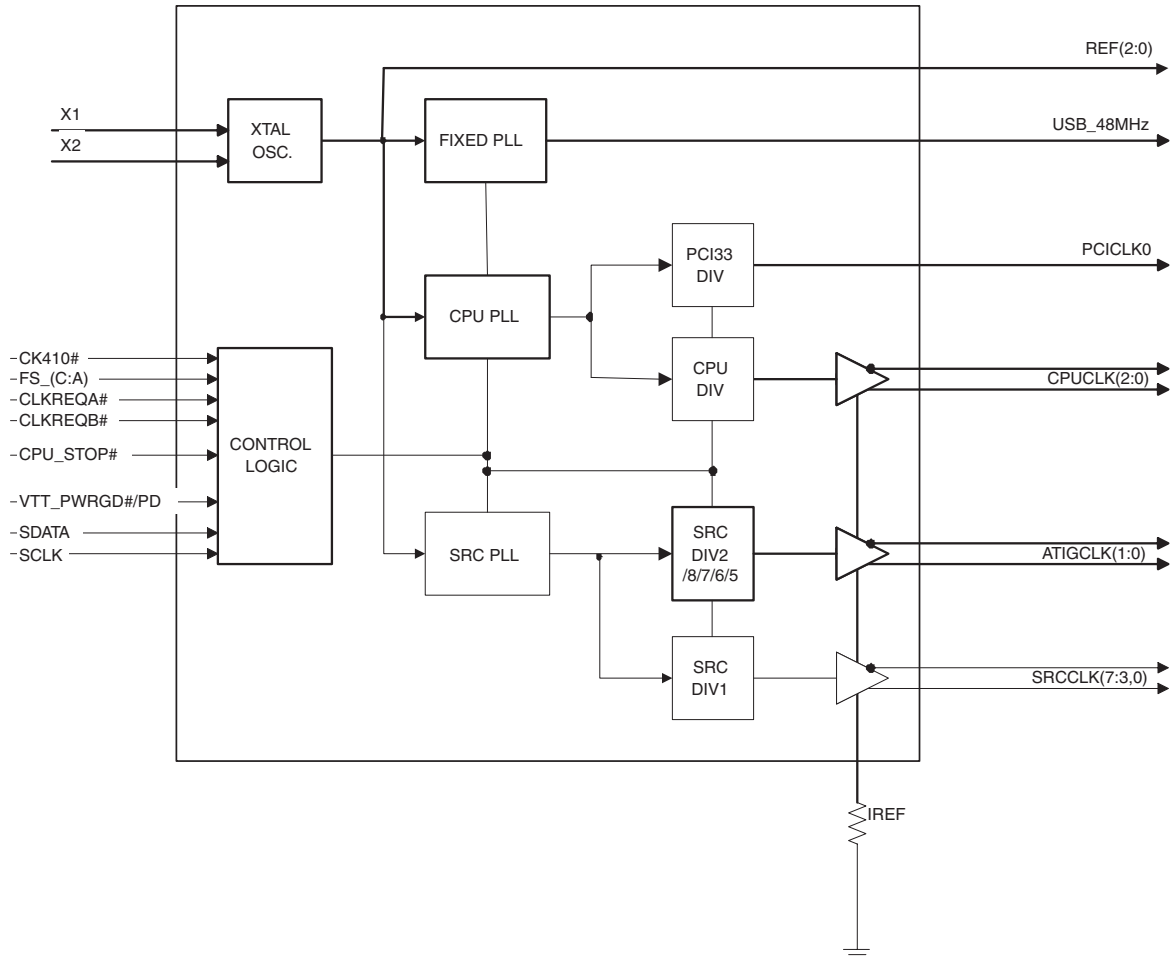 REF(2:0)
X1
X2
XTAL
OSC.
FIXED PLL
USB_48MHz
PCI33
DIV
PCICLK0
CPU PLL
CPU
DIV
CPUCLK(2:0)
CK410#
FS_(C:A)
CLKREQA#
CLKREQB#
CPU_STOP#
VTT_PWRGD#/PD
SDATA
SCLK
CONTROL
LOGIC
SRC PLL
SRC
DIV2
/8/7/6/5
ATIGCLK(1:0)
SRC
DIV1
SRCCLK(7:3,0)
IREF